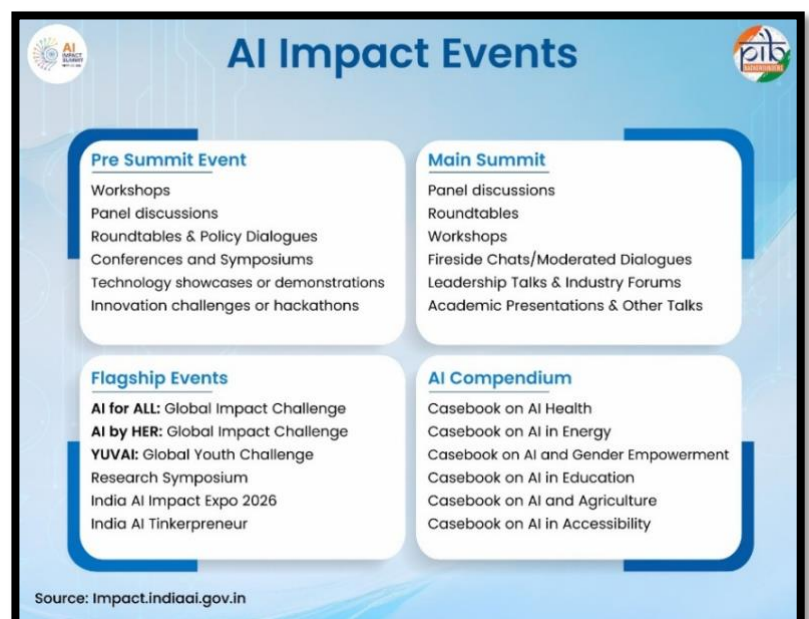 AI
IMPACT
SUMMIT
AI Impact Events
pib
Pre Summit Event
Workshops
Panel discussions
Roundtables & Policy Dialogues
Conferences and Symposiums
Technology showcases or demonstrations
Innovation challenges or hackathons
Main Summit
Panel discussions
Roundtables
Workshops
Fireside Chats/Moderated Dialogues
Leadership Talks & Industry Forums
Academic Presentations & Other Talks
Flagship Events
AI for ALL: Global Impact Challenge
AI by HER: Global Impact Challenge
YUVAI: Global Youth Challenge
Research Symposium
India AI Impact Expo 2026
India AI Tinkerpreneur
AI Compendium
Casebook on AI Health
Casebook on AI in Energy
Casebook on AI and Gender Empowerment
Casebook on AI in Education
Casebook on AI and Agriculture
Casebook on AI in Accessibility
Source: Impact.indiaai.gov.in